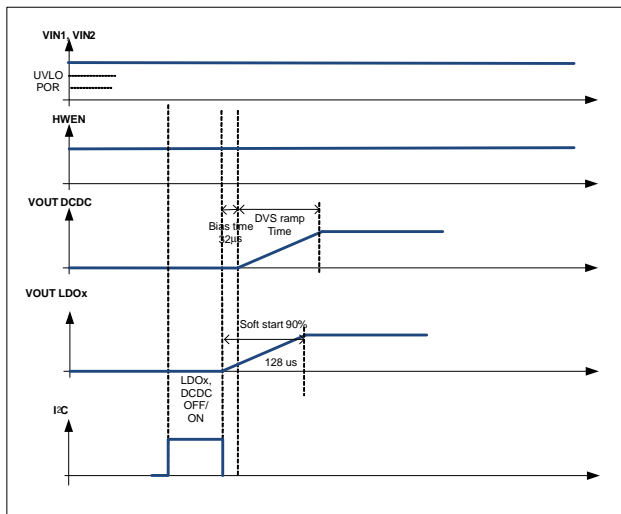 VIN1, VIN2
UVLO
POR
HWEN
VOUT DCDC
DVS ramp
Time
Bias time
32µs
VOUT LDOx
Soft start 90%
128 us
LDOx,
DCDC
OFF/
ON
I²C